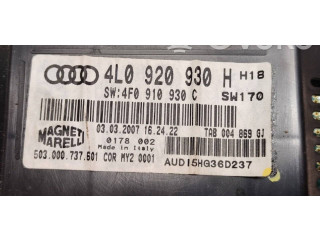 4L0 920 930 H H18
SW:4F0 910 930 C SW170
MAGNETI MARELLI
03.03.2007 16.24.22 TAB 004 869 GJ
0178 002
Made in Italy
503.000.737.601 COR MY2 0001 AUDI5HG36D237